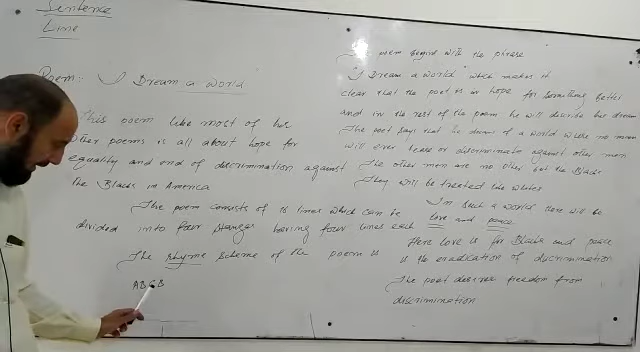 Sentence
Line
Poem: I Dream a World
This poem like most of her
other poems is all about hope for
equality and end of discrimination against
the Blacks in America
The poem consists of 16 lines which can be
divided into four stanzas having four lines each
The rhyme scheme of the poem is
ABCB
The poem begins with the phrase
"I Dream a World" which makes it
clear that the poet is in hope for something better
and in the rest of the poem he will describe her dream
The poet says that he dreams of a world where no man
will ever tease or discriminate against other man
The other man are no other but the Blacks
They will be treated like whites
In such a world there will be
love and peace
Here love is for Blacks and peace
is the eradication of discrimination
The poet desires freedom from
discrimination